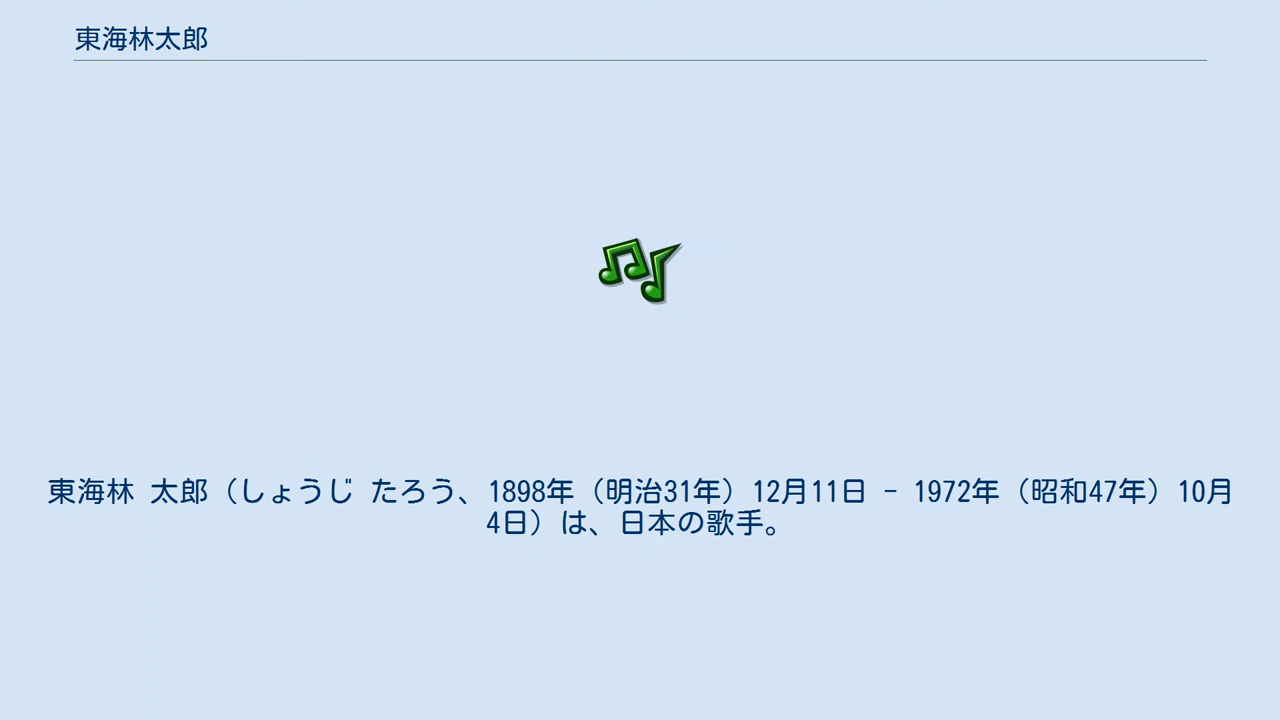 東海林太郎
東海林 太郎（しょうじ たろう、1898年（明治31年）12月11日 - 1972年（昭和47年）10月
4日）は、日本の歌手。